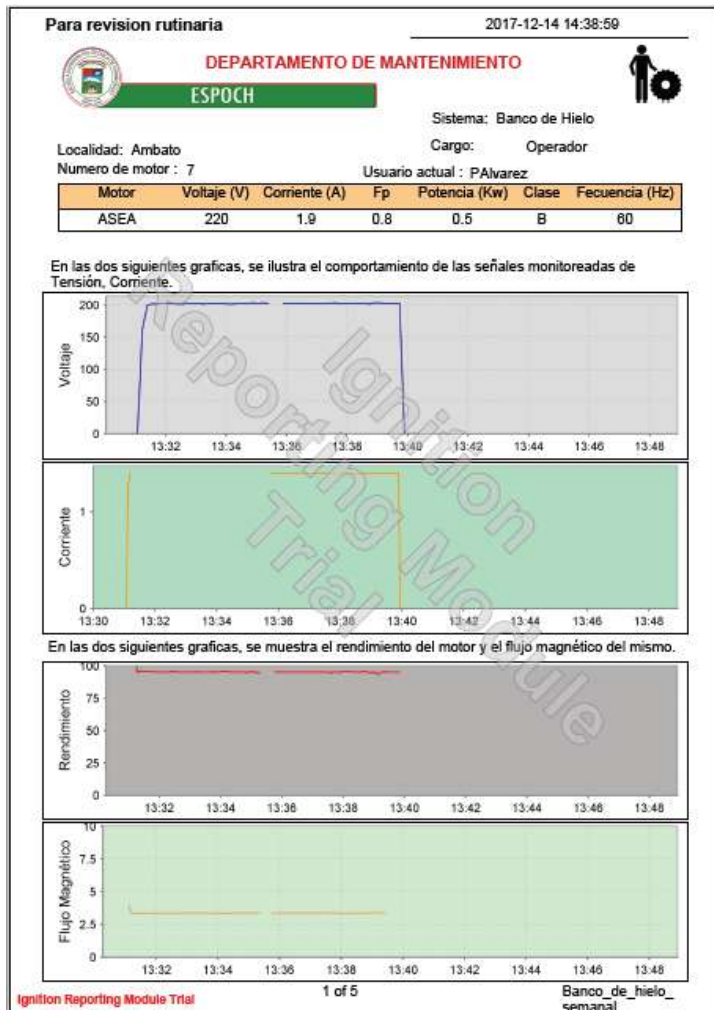 Para revision rutinaria
2017-12-14 14:38:59
DEPARTAMENTO DE MANTENIMIENTO
ESPOCH
Sistema: Banco de Hielo
Localidad: Ambato
Cargo: Operador
Numero de motor : 7
Usuario actual : PAlvarez
Motor Voltaje (V) Corriente (A) Fp Potencia (Kw) Clase Fecuencia (Hz)
ASEA 220 1.9 0.8 0.5 B 60
En las dos siguientes graficas, se ilustra el comportamiento de las señales monitoreadas de
Tensión, Corriente.
Voltaje
200
150
100
50
0
13:32 13:34 13:36 13:38 13:40 13:42 13:44 13:46 13:48
Corriente
1
0
13:30 13:32 13:34 13:36 13:38 13:40 13:42 13:44 13:46 13:48
En las dos siguientes graficas, se muestra el rendimiento del motor y el flujo magnético del mismo.
Rendimiento
100
75
50
25
0
13:32 13:34 13:36 13:38 13:40 13:42 13:44 13:46 13:48
Flujo Magnético
10
7.5
5
2.5
0
13:32 13:34 13:36 13:38 13:40 13:42 13:44 13:46 13:48
Ignition
Reporting Module
Trial
Ignition Reporting Module Trial
1 of 5
Banco_de_hielo_
semanal